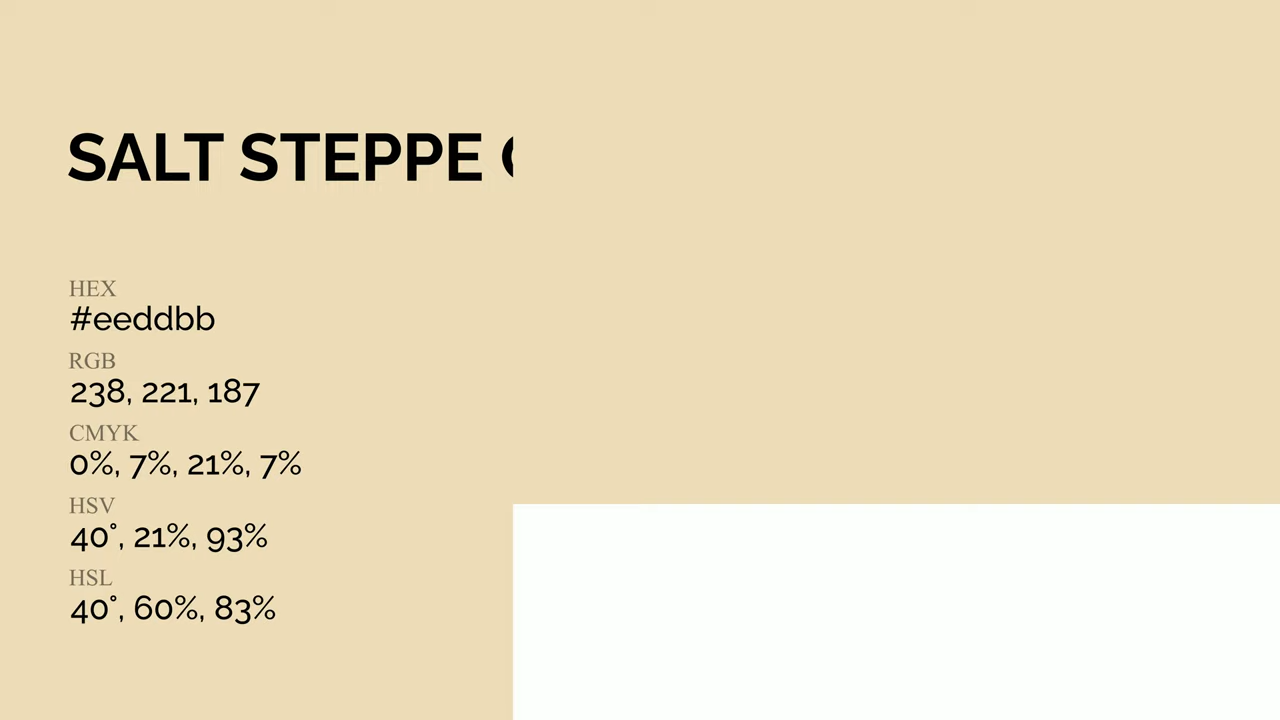 SALT STEPPE
HEX
#eeddbb
RGB
238, 221, 187
CMYK
0%, 7%, 21%, 7%
HSV
40°, 21%, 93%
HSL
40°, 60%, 83%